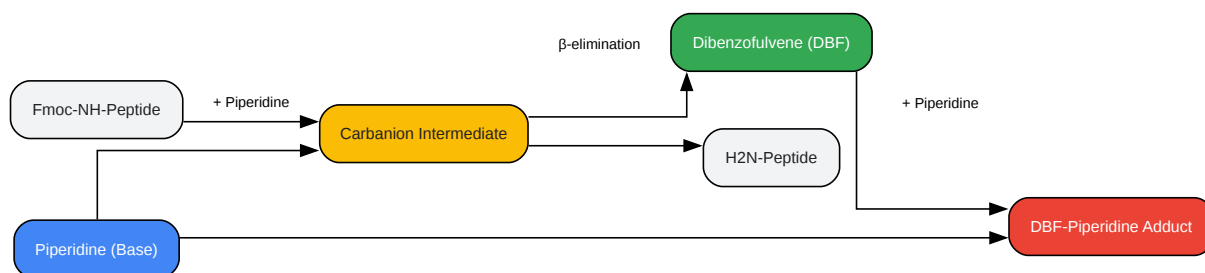 β-elimination
Dibenzofulvene (DBF)
Fmoc-NH-Peptide
+ Piperidine
+ Piperidine
Carbanion Intermediate
H2N-Peptide
Piperidine (Base)
DBF-Piperidine Adduct